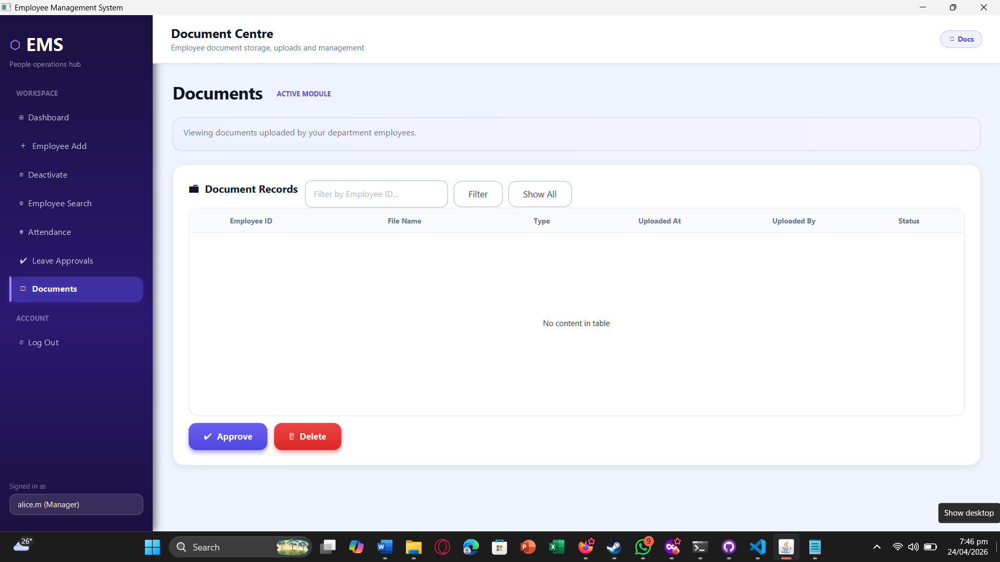 Employee Management System
EMS
People operations hub
WORKSPACE
Dashboard
Employee Add
Deactivate
Employee Search
Attendance
Leave Approvals
Documents
ACCOUNT
Log Out
Signed in as
alice.m (Manager)
Document Centre
Employee document storage, uploads and management
Docs
Documents ACTIVE MODULE
Viewing documents uploaded by your department employees.
Document Records Filter by Employee ID... Filter Show All
Employee ID File Name Type Uploaded At Uploaded By Status
No content in table
Approve Delete
Show desktop
26°
Search
9
7:46 pm
24/04/2026